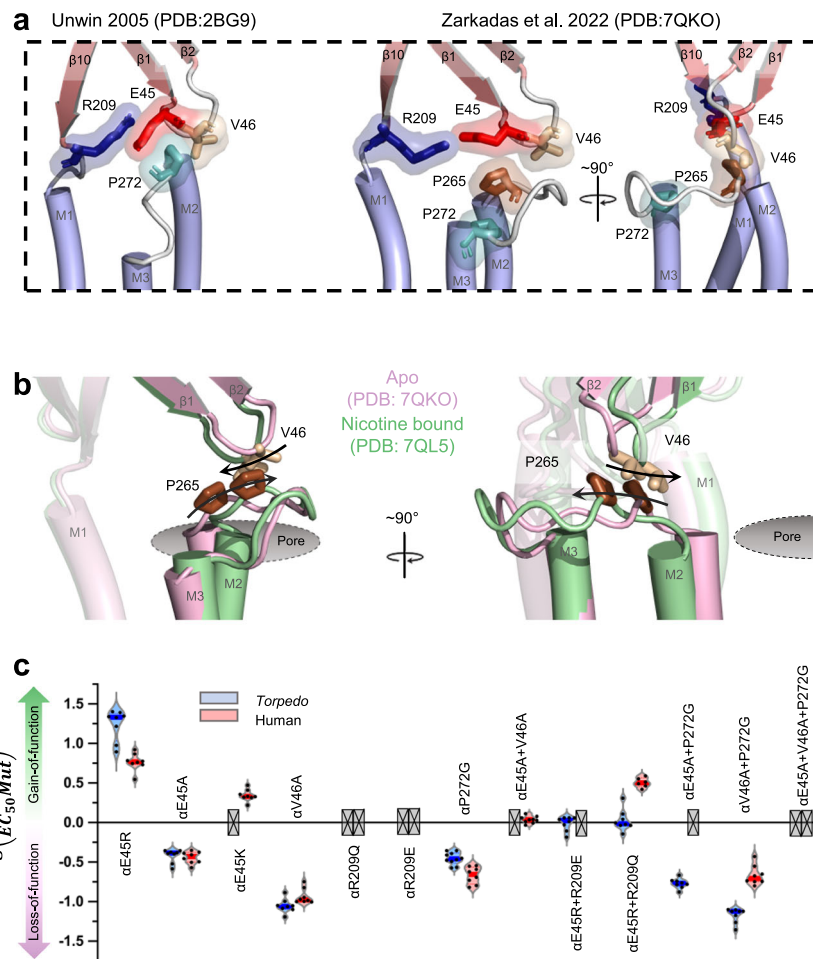 a
Unwin 2005 (PDB:2BG9)
Zarkadas et al. 2022 (PDB:7QKO)
β10
β1
β2
R209
E45
V46
P272
M1
M2
M3
β10
β1
β2
R209
E45
V46
P265
P272
M1
M3
M2
~90°
β2
β10
β1
R209
E45
V46
P265
P272
M1
M2
M3
b
Apo
(PDB: 7QKO)
Nicotine bound
(PDB: 7QL5)
β1
β2
V46
P265
M1
Pore
M2
M3
~90°
β2
β1
V46
P265
M1
Pore
M3
M2
c
Gain-of-function
Loss-of-function
(EC50Mut)
1.5
1.0
0.5
0.0
-0.5
-1.0
-1.5
Torpedo
Human
αE45R
αE45A
αE45K
αV46A
αR209Q
αR209E
αP272G
αE45A+V46A
αE45R+R209E
αE45R+R209Q
αE45A+P272G
αV46A+P272G
αE45A+V46A+P272G